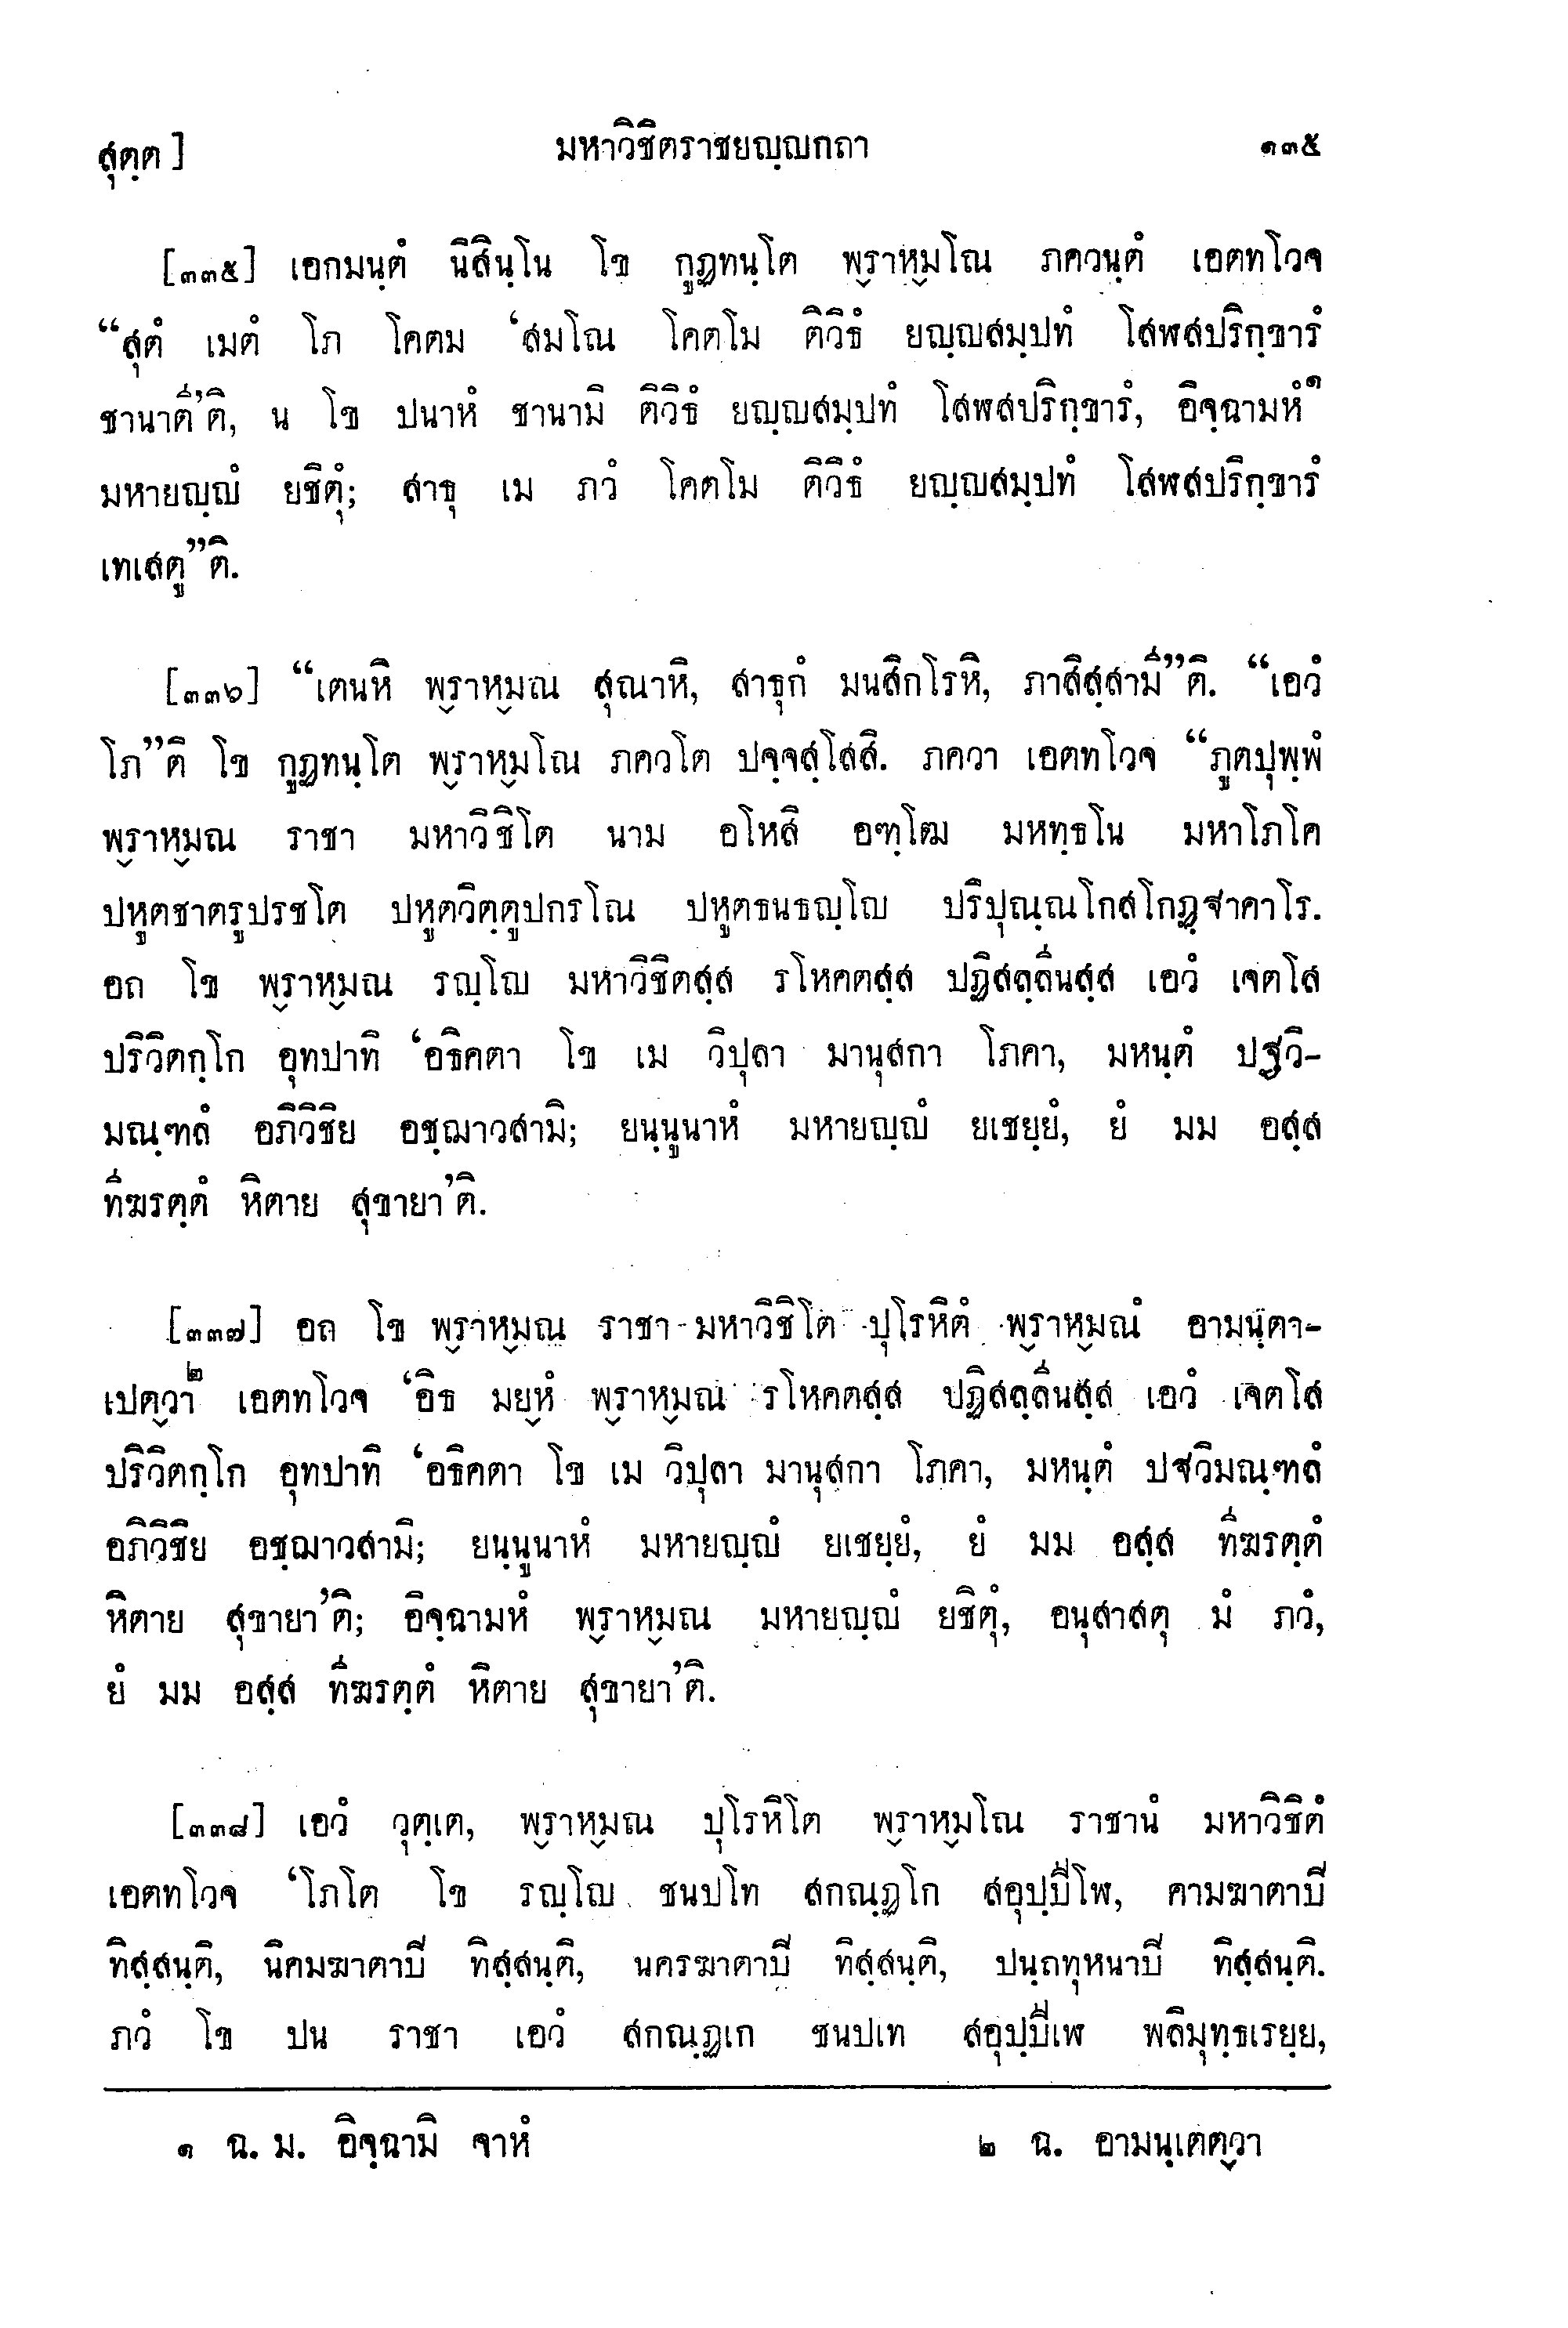 สุตฺต]
มหาวิชิตราชยญฺญกถา
๑๓๕
[๓๓๕] เอกมนฺตํ นิสินฺโน โข กูฏทนฺโต พฺราหฺมโณ ภควนฺตํ เอตทโวจ
“สุตํ เมตํ โภ โคตม ‘สมโณ โคตโม ติวิธํ ยญฺญสมฺปทํ โสฬสปริกฺขารํ
ชานาตี’ติ, น โข ปนาหํ ชานามิ ติวิธํ ยญฺญสมฺปทํ โสฬสปริกฺขารํ, อิจฺฉามหํ๑
มหายญฺญํ ยชิตุํ; สาธุ เม ภวํ โคตโม ติวิธํ ยญฺญสมฺปทํ โสฬสปริกฺขารํ
เทเสตู”ติ.
[๓๓๖] “เตนหิ พฺราหฺมณ สุณาหิ, สาธุกํ มนสิกโรหิ, ภาสิสฺสามี”ติ. “เอวํ
โภ”ติ โข กูฏทนฺโต พฺราหฺมโณ ภควโต ปจฺจสฺโสสิ. ภควา เอตทโวจ “ภูตปุพฺพํ
พฺราหฺมณ ราชา มหาวิชิโต นาม อโหสิ อฑฺโฒ มหทฺธโน มหาโภโค
ปหูตชาตรูปรชโต ปหูตวิตฺตูปกรโณ ปหูตธนธญฺโญ ปริปุณฺณโกสโกฏฺฐาคาโร.
อถ โข พฺราหฺมณ รญฺโญ มหาวิชิตสฺส รโหคตสฺส ปฏิสลฺลีนสฺส เอวํ เจตโส
ปริวิตกฺโก อุทปาทิ ‘อธิคตา โข เม วิปุลา มานุสกา โภคา, มหนฺตํ ปฐวิ-
มณฺฑลํ อภิวิชิย อชฺฌาวสามิ; ยนฺนูนาหํ มหายญฺญํ ยเชยฺยํ, ยํ มม อสฺส
ทีฆรตฺตํ หิตาย สุขายา’ติ.
[๓๓๗] อถ โข พฺราหฺมณ ราชา มหาวิชิโต ปุโรหิตํ พฺราหฺมณํ อามนฺตา-
เปตฺวา๒ เอตทโวจ ‘อิธ มยฺหํ พฺราหฺมณ รโหคตสฺส ปฏิสลฺลีนสฺส เอวํ เจตโส
ปริวิตกฺโก อุทปาทิ ‘อธิคตา โข เม วิปุลา มานุสกา โภคา, มหนฺตํ ปฐวิมณฺฑลํ
อภิวิชิย อชฺฌาวสามิ; ยนฺนูนาหํ มหายญฺญํ ยเชยฺยํ, ยํ มม อสฺส ทีฆรตฺตํ
หิตาย สุขายา’ติ; อิจฺฉามหํ พฺราหฺมณ มหายญฺญํ ยชิตุํ, อนุสาสตุ มํ ภวํ,
ยํ มม อสฺส ทีฆรตฺตํ หิตาย สุขายา’ติ.
[๓๓๘] เอวํ วุตฺเต, พฺราหฺมณ ปุโรหิโต พฺราหฺมโณ ราชานํ มหาวิชิตํ
เอตทโวจ ‘โภโต โข รญฺโญ ชนปโท สกณฺฏโก สอุปฺปีโฬ, คามฆาตาปิ
ทิสฺสนฺติ, นิคมฆาตาปิ ทิสฺสนฺติ, นครฆาตาปิ ทิสฺสนฺติ, ปนฺถทุหนาปิ ทิสฺสนฺติ.
ภวํ โข ปน ราชา เอวํ สกณฺฏเก ชนปเท สอุปฺปีเฬ พลิมุทฺธเรยฺย,
๑ ฉ. ม. อิจฺฉามิ จาหํ
๒ ฉ. อามนฺเตตฺวา